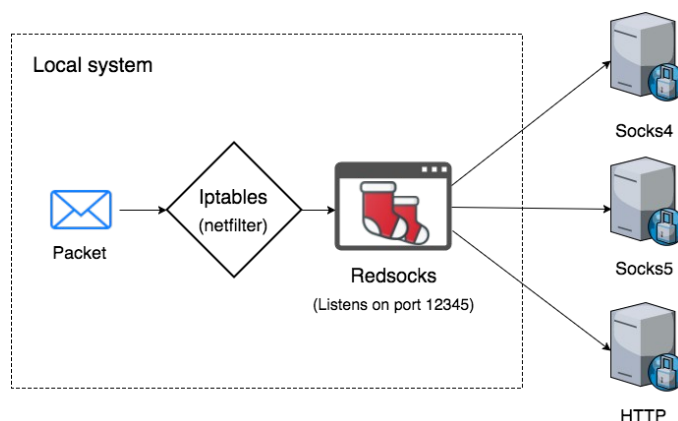 Local system
Packet
Iptables
(netfilter)
Redsocks
(Listens on port 12345)
Socks4
Socks5
HTTP